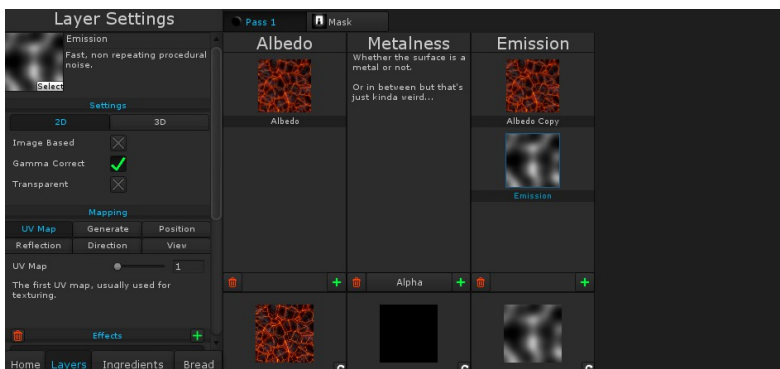 Layer Settings
Emission
Fast, non repeating procedural
noise.
Select
Settings
2D 3D
Image Based
Gamma Correct
Transparent
Mapping
UV Map Generate Position
Reflection Direction View
UV Map 1
The first UV map, usually used for
texturing.
Effects
Home Layers Ingredients Bread
Pass 1 Mask
Albedo
Albedo
Metalness
Whether the surface is a
metal or not.
Or in between but that's
just kinda weird...
Alpha
Emission
Albedo Copy
Emission